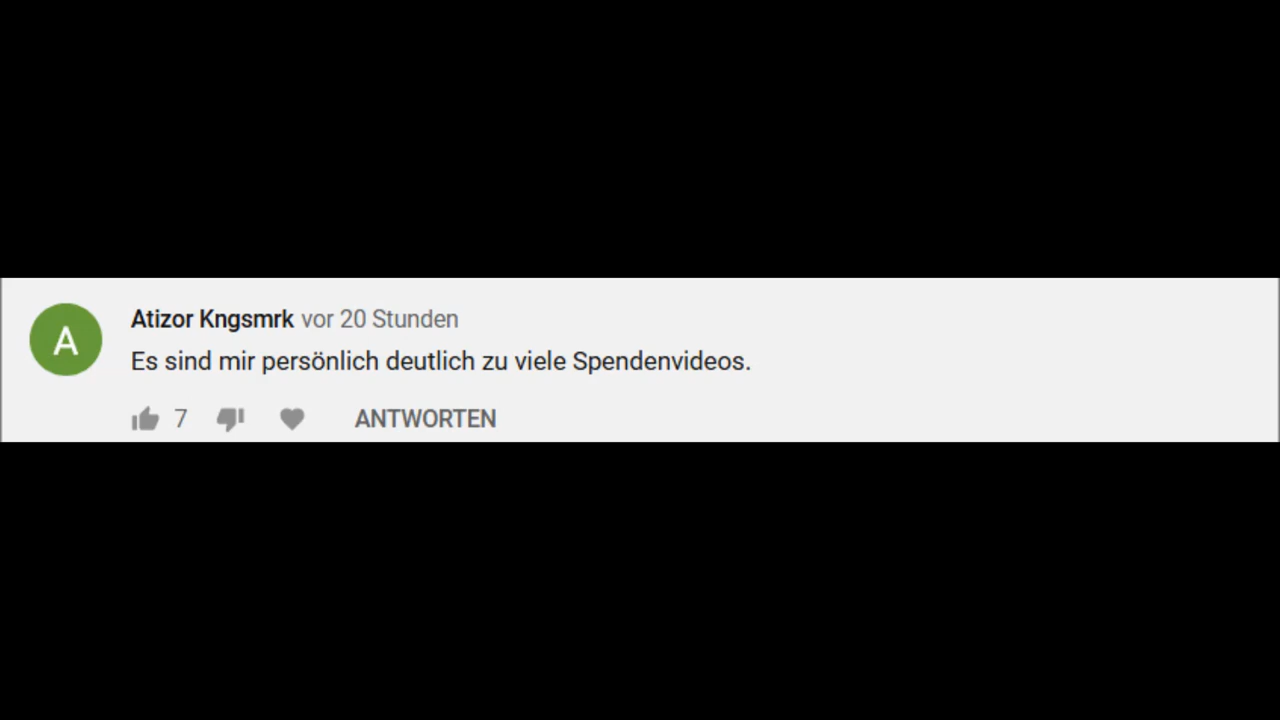 A
Atizor Kngsmrk vor 20 Stunden
Es sind mir persönlich deutlich zu viele Spendenvideos.
7 ANTWORTEN